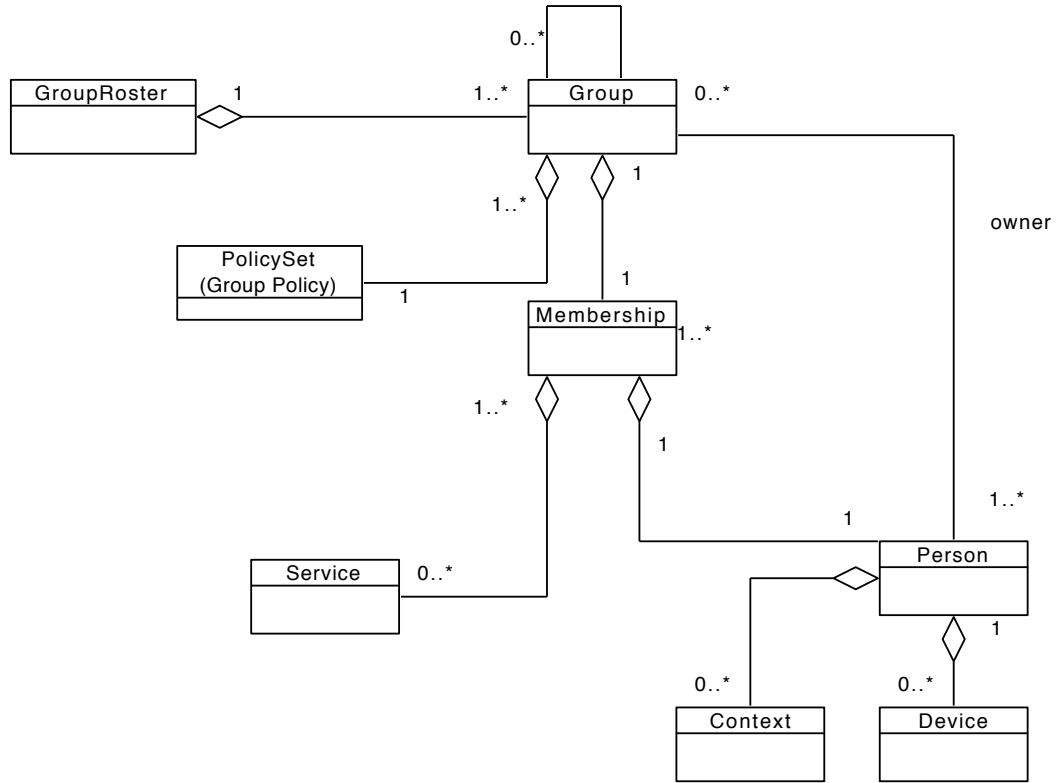 0..*
GroupRoster
1
1..*
Group
0..*
1..*
1
owner
PolicySet
(Group Policy)
1
1
Membership
1..*
1..*
1
1
1..*
Service
0..*
Person
1
0..*
0..*
Context
Device